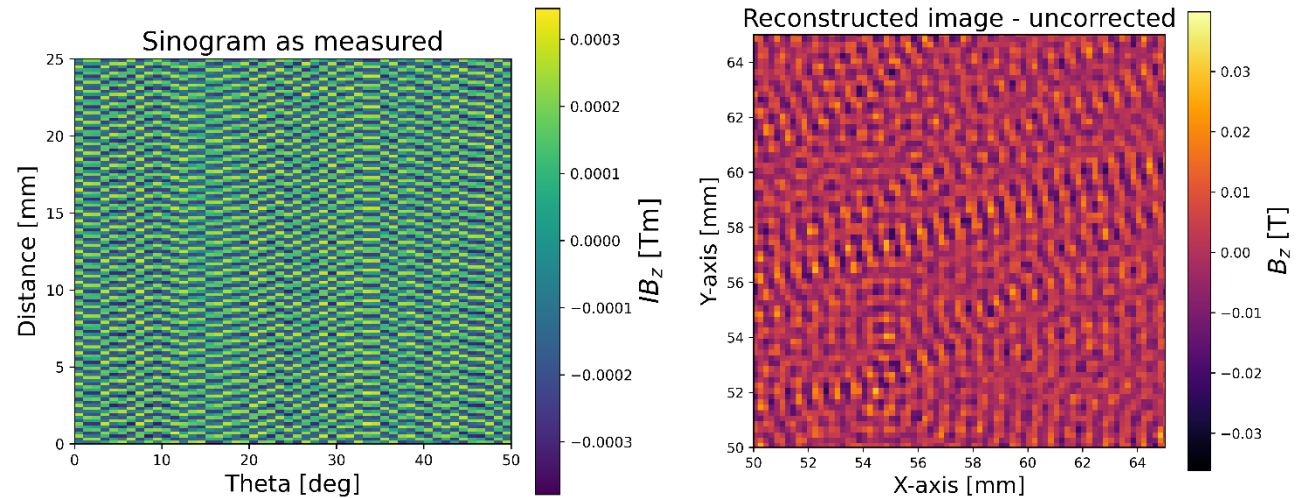 Sinogram as measured
25
20
15
10
5
0
Distance [mm]
0 10 20 30 40 50
Theta [deg]
0.0003
0.0002
0.0001
0.0000
−0.0001
−0.0002
−0.0003
IB_z [Tm]
Reconstructed image - uncorrected
64
62
60
58
56
54
52
50
Y-axis [mm]
50 52 54 56 58 60 62 64
X-axis [mm]
0.03
0.02
0.01
0.00
−0.01
−0.02
−0.03
B_z [T]